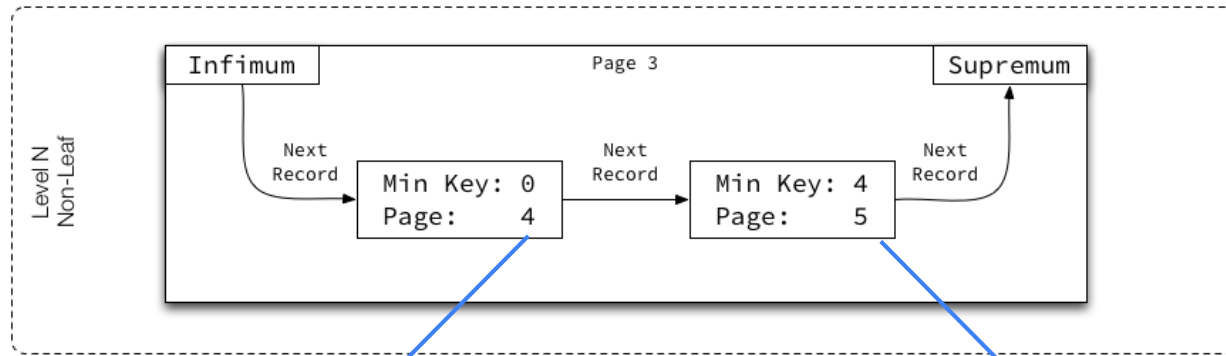 Infimum
Page 3
Supremum
Level N
Non-Leaf
Next
Record
Min Key: 0
Page: 4
Next
Record
Min Key: 4
Page: 5
Next
Record